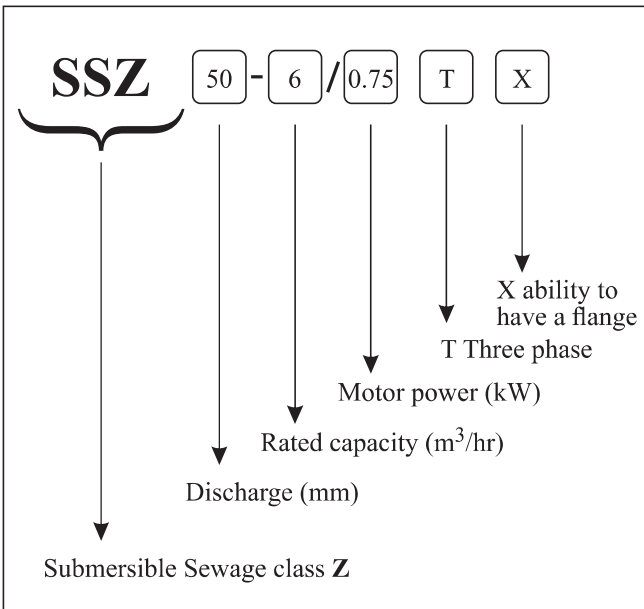 SSZ 50 - 6 / 0.75 T X
X ability to
have a flange
T Three phase
Motor power (kW)
Rated capacity (m³/hr)
Discharge (mm)
Submersible Sewage class Z